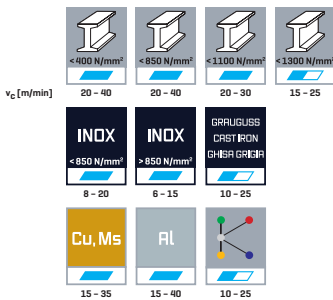 <400 N/mm² <850 N/mm² <1100 N/mm² <1300 N/mm²
vc [m/min] 20 – 40 20 – 40 20 – 30 15 – 25
INOX INOX GRAUGUSS
CAST IRON
GHISA GRIGIA
<850 N/mm² >850 N/mm²
8 – 20 6 – 15 10 – 25
Cu, Ms Al
15 – 35 15 – 40 10 – 25